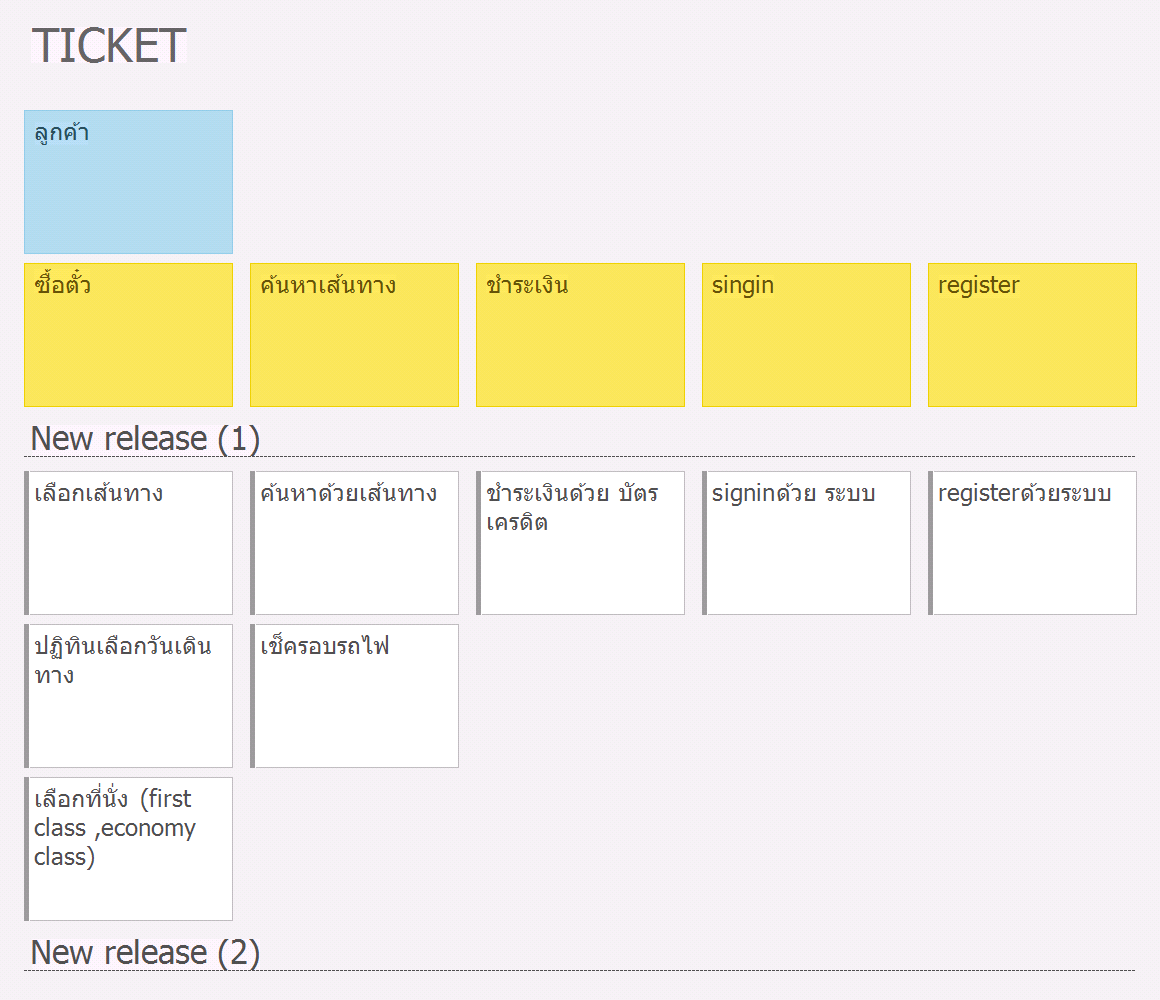 TICKET
ลูกค้า
ซื้อตั๋ว
ค้นหาเส้นทาง
ชำระเงิน
singin
register
New release (1)
เลือกเส้นทาง
ค้นหาด้วยเส้นทาง
ชำระเงินด้วย บัตร
เครดิต
signinด้วย ระบบ
registerด้วยระบบ
ปฏิทินเลือกวันเดิน
ทาง
เช็ครอบรถไฟ
เลือกที่นั่ง (first
class ,economy
class)
New release (2)